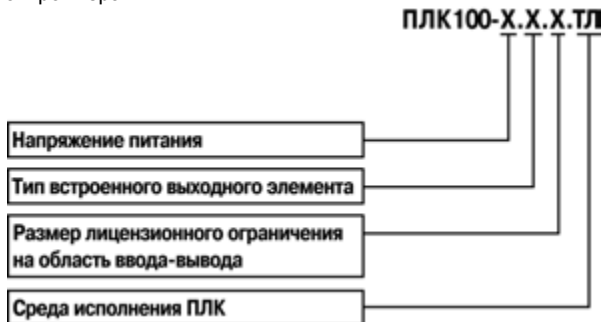 ПЛК100-Х.Х.Х.ТЛ
Напряжение питания
Тип встроенного выходного элемента
Размер лицензионного ограничения
на область ввода-вывода
Среда исполнения ПЛК